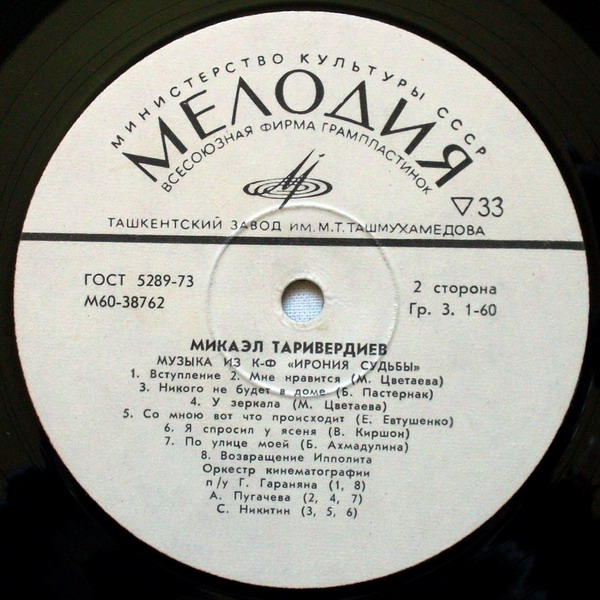 МИНИСТЕРСТВО КУЛЬТУРЫ СССР
МЕЛОДИЯ
ВСЕСОЮЗНАЯ ФИРМА ГРАМПЛАСТИНОК
▽33
ТАШКЕНТСКИЙ ЗАВОД ИМ. М.Т. ТАШМУХАМЕДОВА
ГОСТ 5289-73
М60-38762
2 сторона
Гр. 3. 1-60
МИКАЭЛ ТАРИВЕРДИЕВ
МУЗЫКА ИЗ К-Ф «ИРОНИЯ СУДЬБЫ»
1. Вступление 2. Мне нравится (М. Цветаева)
3. Никого не будет в доме (Б. Пастернак)
4. У зеркала (М. Цветаева)
5. Со мною вот что происходит (Е. Евтушенко)
6. Я спросил у ясеня (В. Киршон)
7. По улице моей (Б. Ахмадулина)
8. Возвращение Ипполита
Оркестр кинематографии
п/у Г. Гараняна (1, 8)
А. Пугачева (2, 4, 7)
С. Никитин (3, 5, 6)